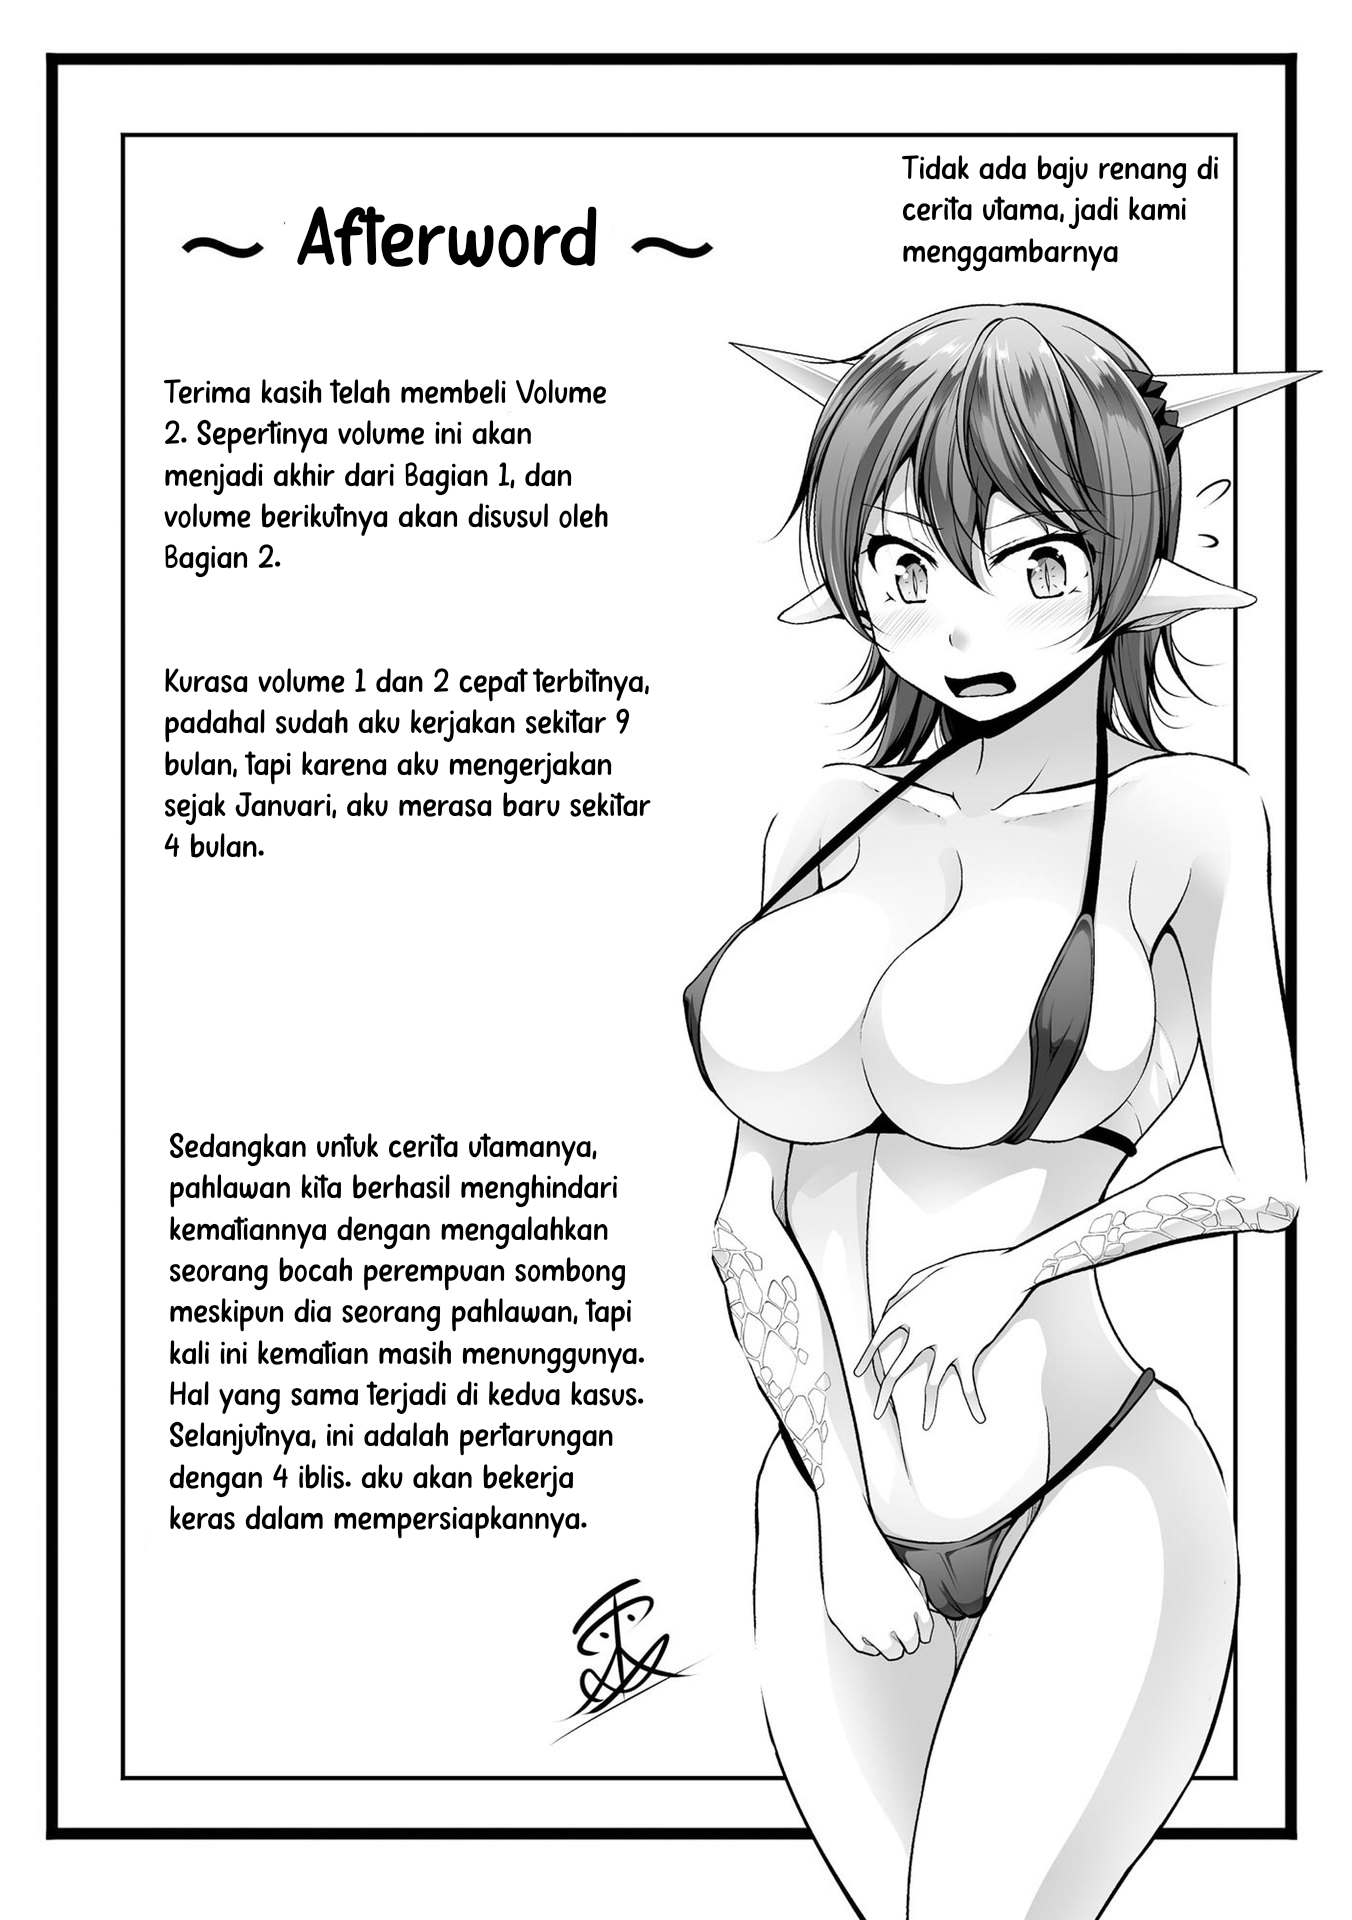 ~ Afterword ~
Tidak ada baju renang di
cerita utama, jadi kami
menggambarnya
Terima kasih telah membeli Volume
2. Sepertinya volume ini akan
menjadi akhir dari Bagian 1, dan
volume berikutnya akan disusul oleh
Bagian 2.
Kurasa volume 1 dan 2 cepat terbitnya,
padahal sudah aku kerjakan sekitar 9
bulan, tapi karena aku mengerjakan
sejak Januari, aku merasa baru sekitar
4 bulan.
Sedangkan untuk cerita utamanya,
pahlawan kita berhasil menghindari
kematiannya dengan mengalahkan
seorang bocah perempuan sombong
meskipun dia seorang pahlawan, tapi
kali ini kematian masih menunggunya.
Hal yang sama terjadi di kedua kasus.
Selanjutnya, ini adalah pertarungan
dengan 4 iblis. aku akan bekerja
keras dalam mempersiapkannya.